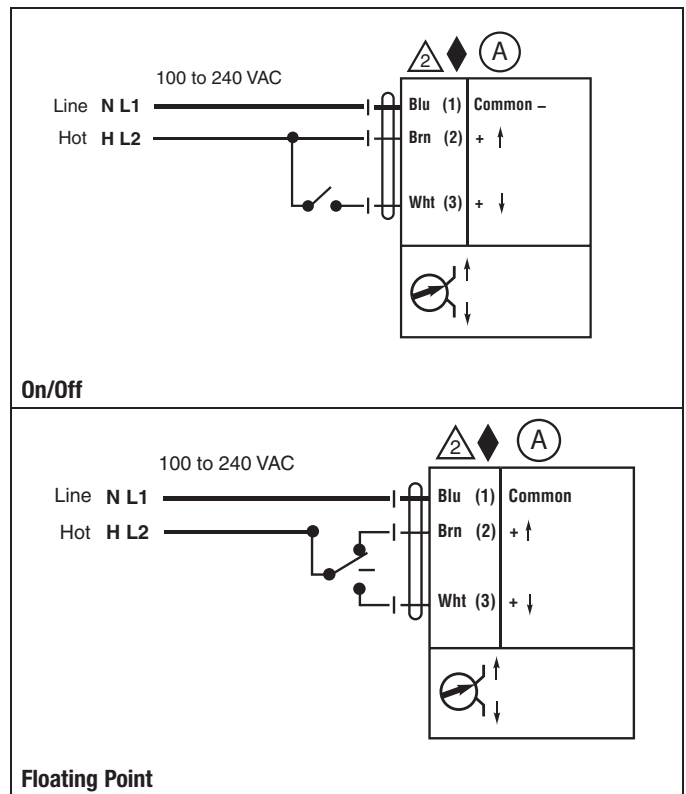 2 A
100 to 240 VAC
Line N L1 Blu (1) Common –
Hot H L2 Brn (2) +
Wht (3) +
On/Off
2 A
100 to 240 VAC
Line N L1 Blu (1) Common
Hot H L2 Brn (2) +
Wht (3) +
Floating Point